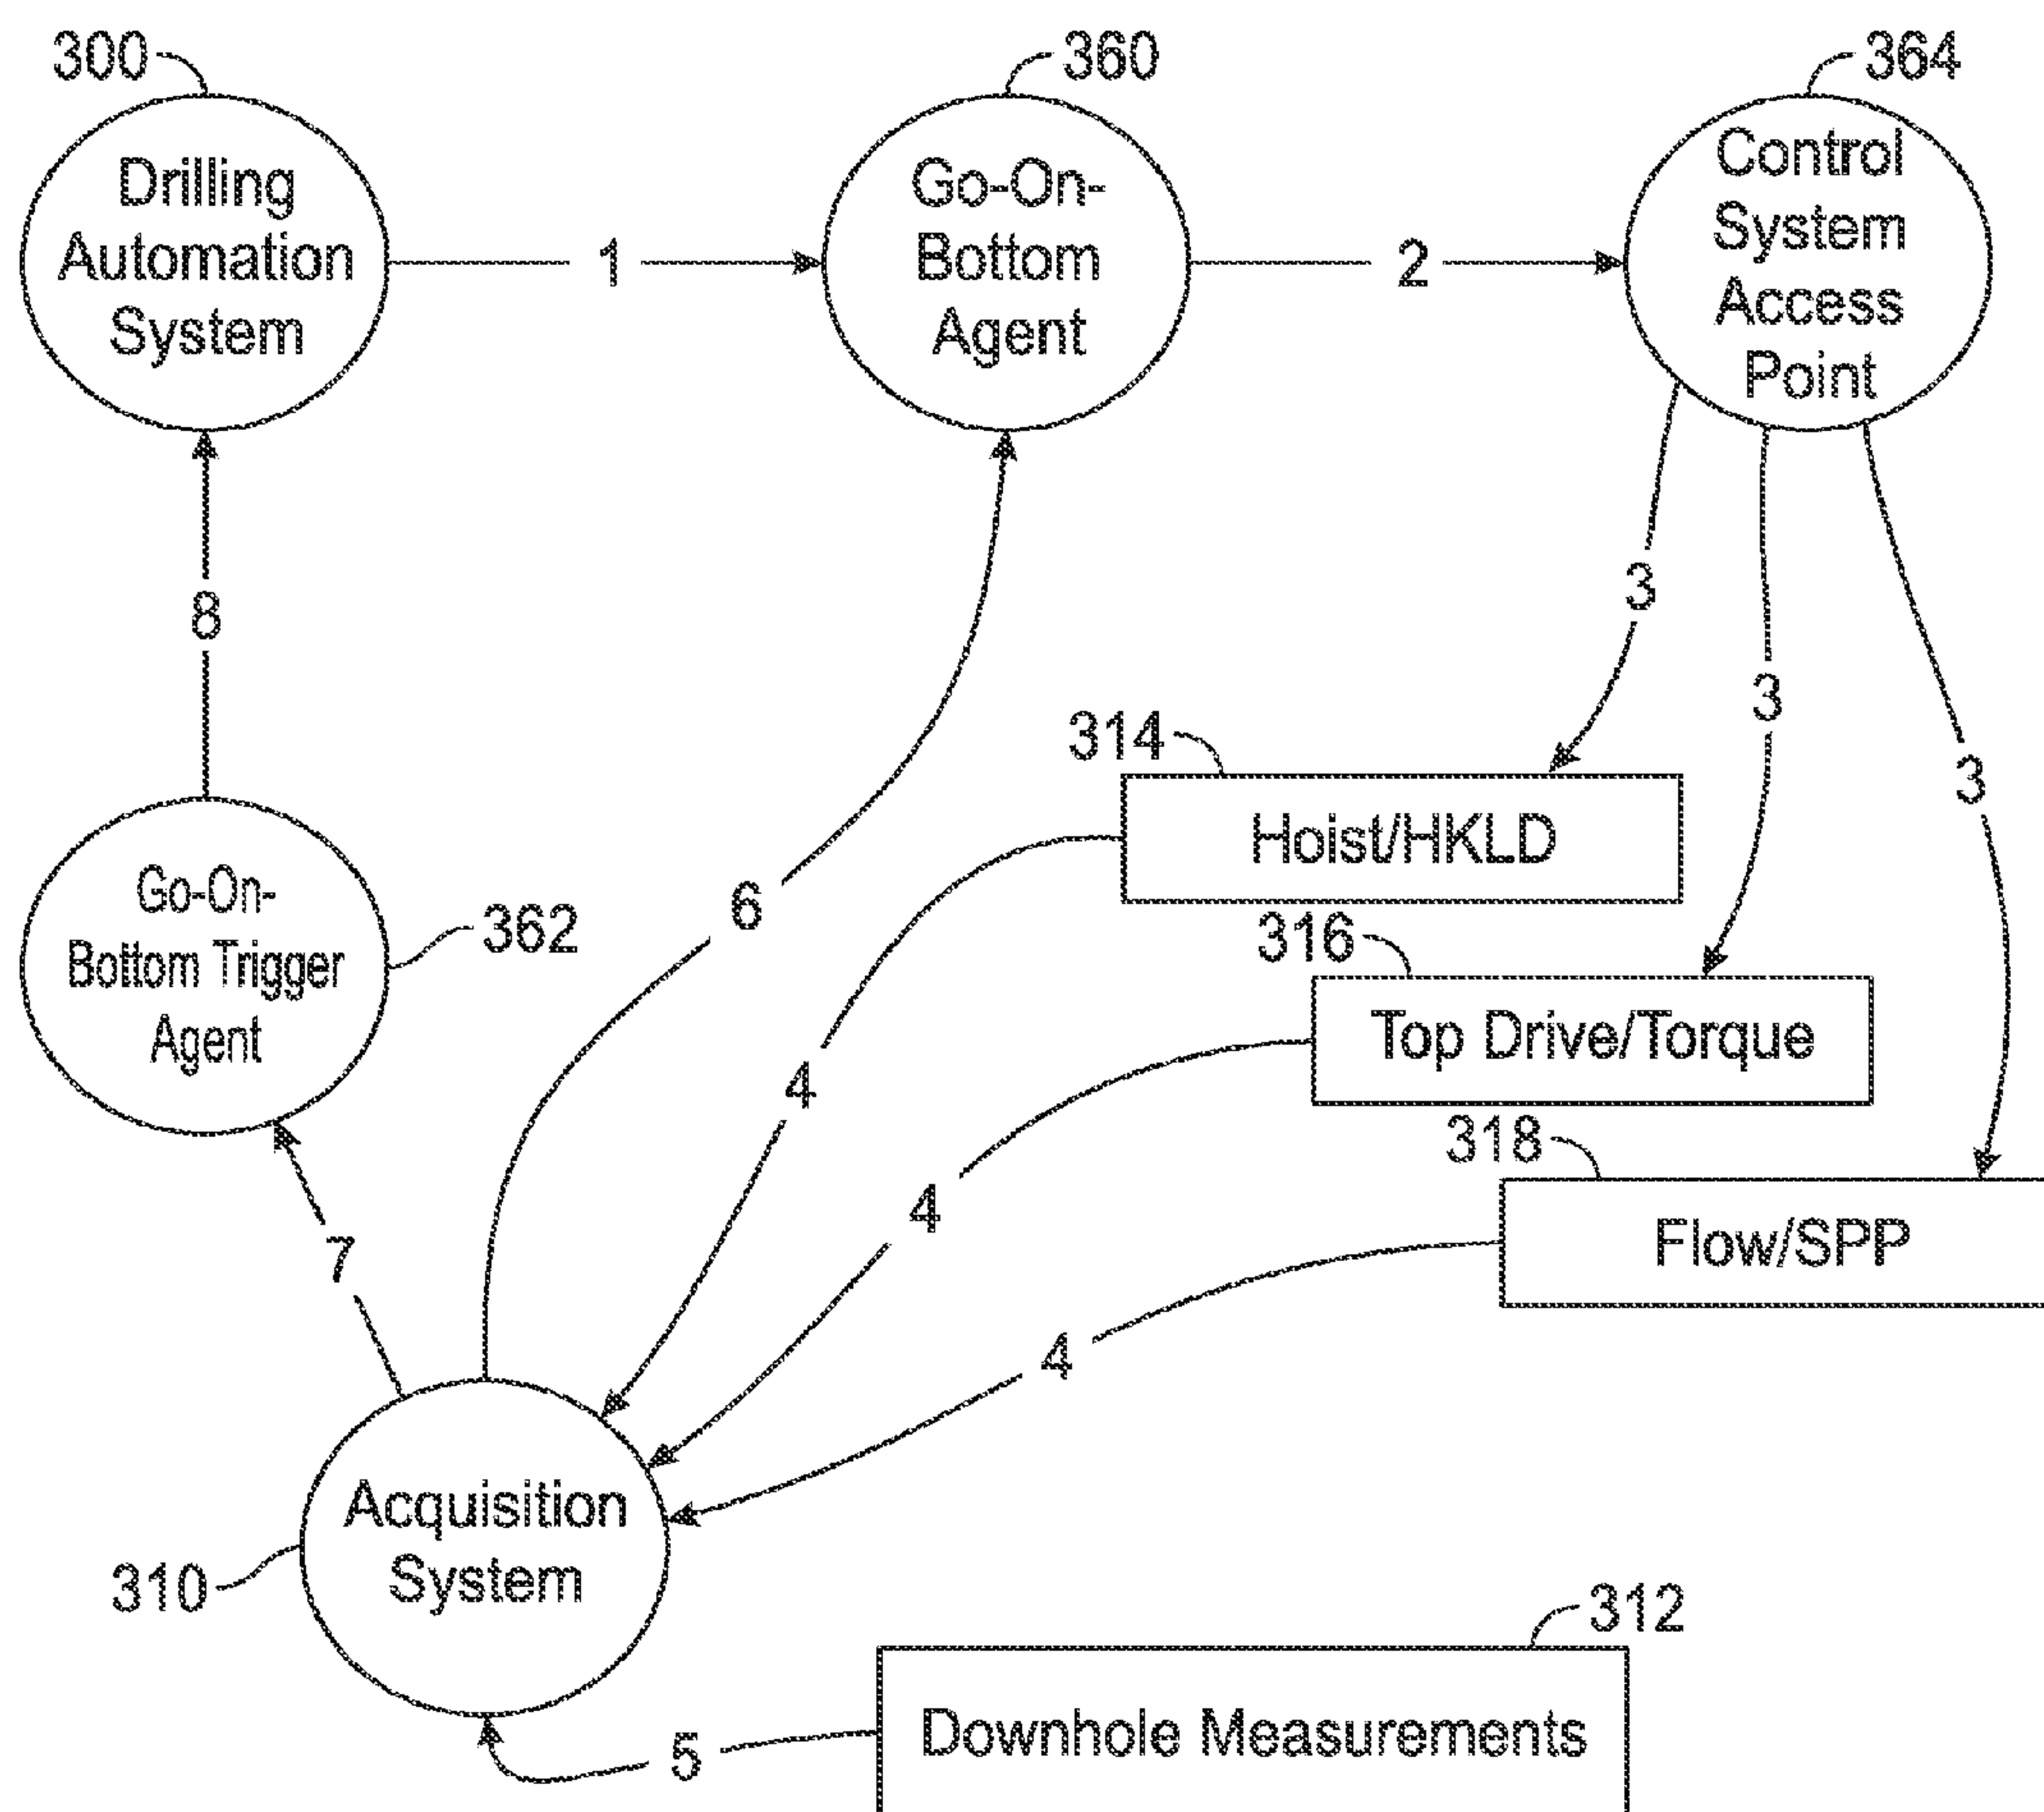 300
360
364
Drilling
Automation
System
1
Go-On-
Bottom
Agent
2
Control
System
Access
Point
8
3
3
3
314
Hoist/HKLD
316
Top Drive/Torque
318
Flow/SPP
Go-On-
Bottom Trigger
Agent
362
6
4
4
4
7
Acquisition
System
310
312
5
Downhole Measurements